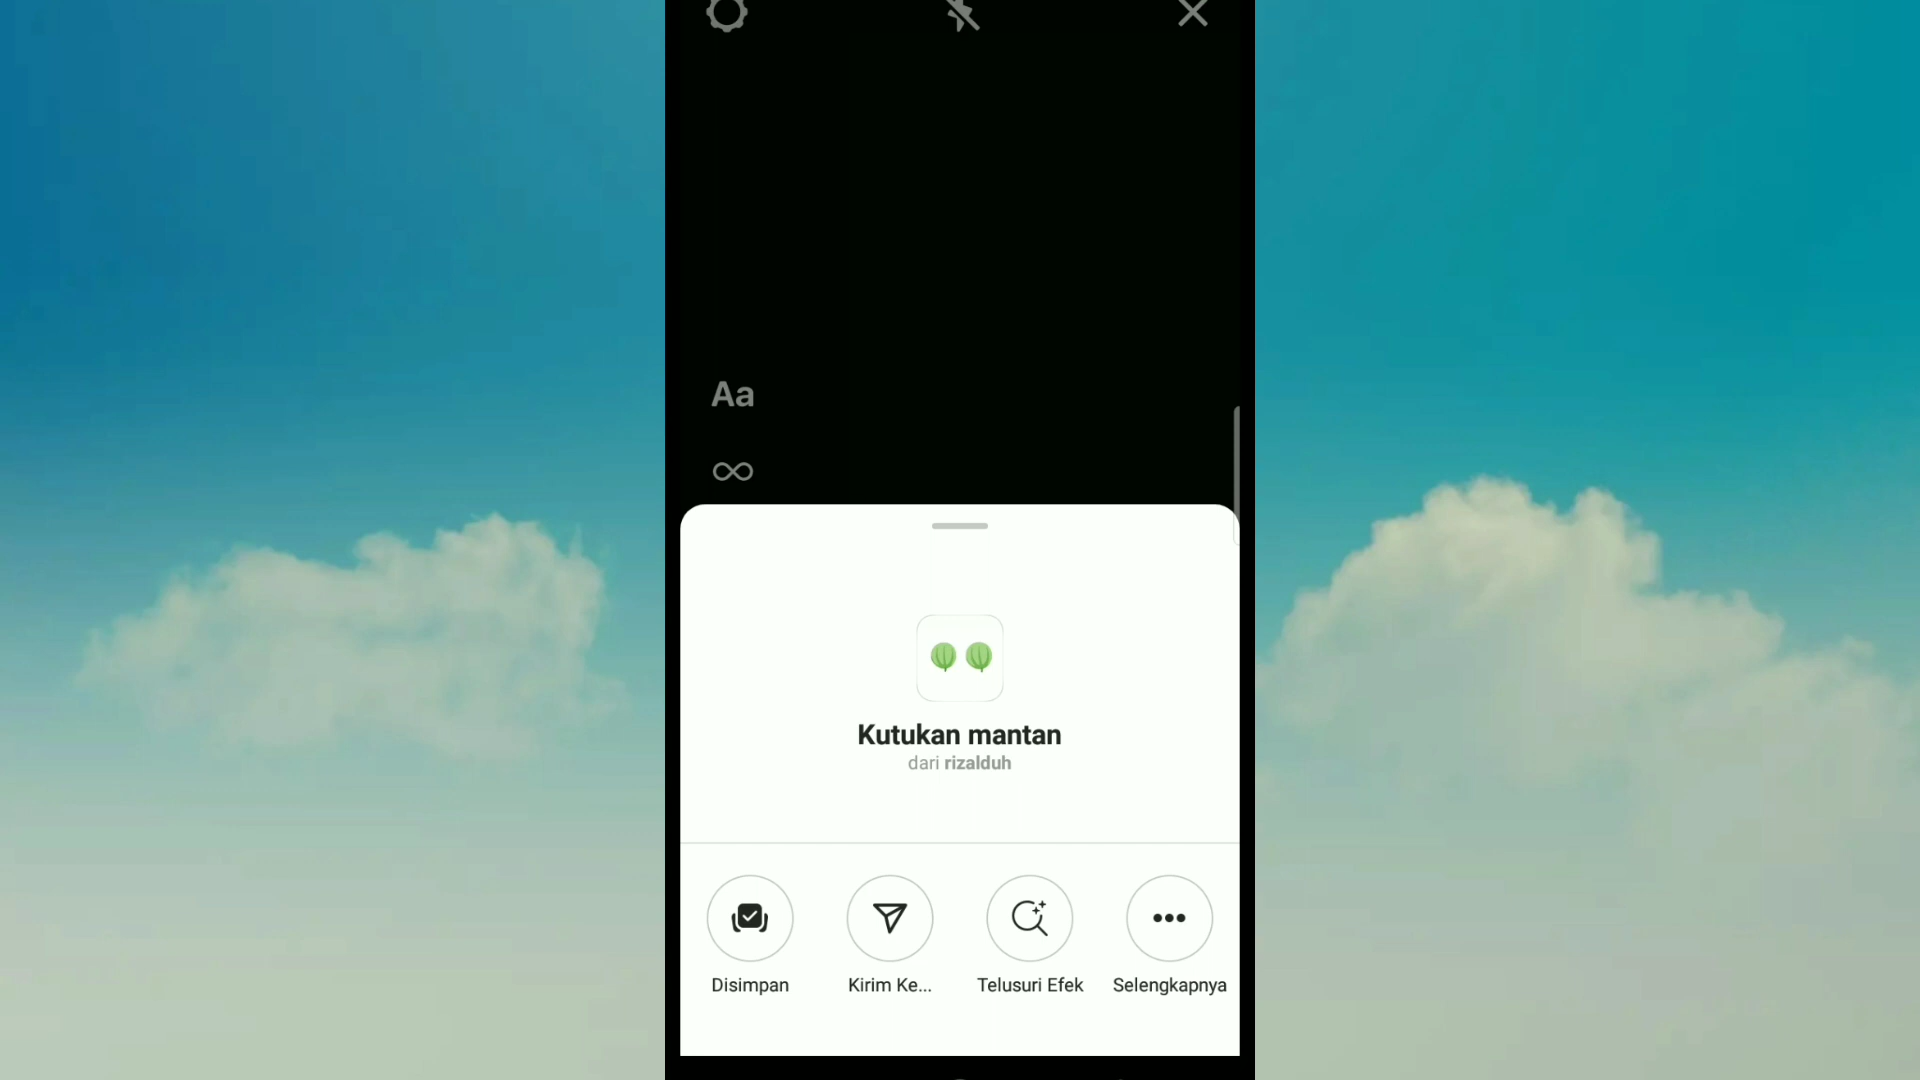 Aa
Kutukan mantan
dari rizalduh
Disimpan
Kirim Ke...
Telusuri Efek
Selengkapnya